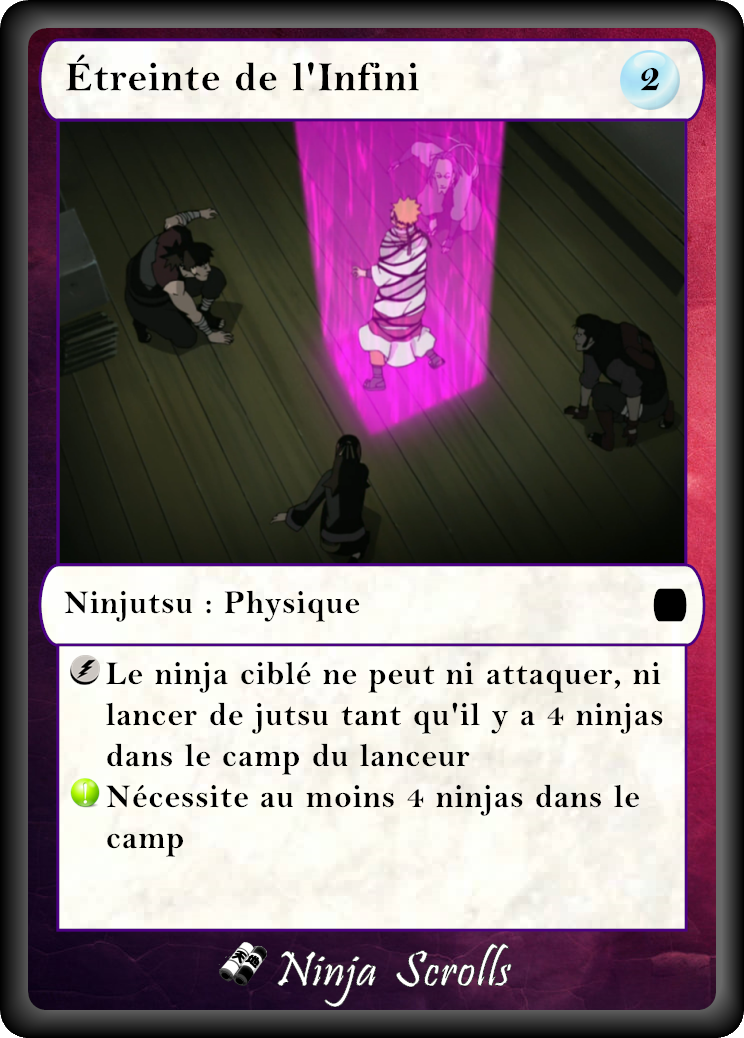 Étreinte de l'Infini
2
Ninjutsu : Physique
Le ninja ciblé ne peut ni attaquer, ni
lancer de jutsu tant qu'il y a 4 ninjas
dans le camp du lanceur
Nécessite au moins 4 ninjas dans le
camp
Ninja Scrolls